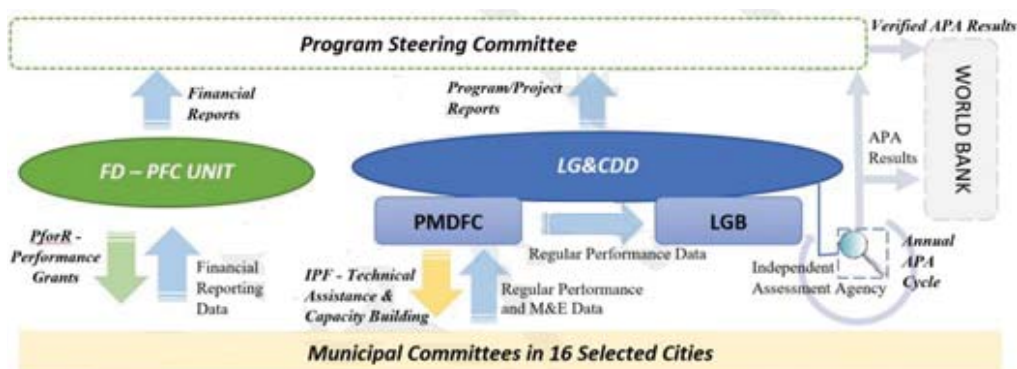 Verified APA Results
Program Steering Committee
Financial
Reports
Program/Project
Reports
WORLD BANK
FD – PFC UNIT
LG&CDD
APA
Results
PMDFC
LGB
PforR -
Performance
Grants
Financial
Reporting
Data
IPF - Technical
Assistance &
Capacity Building
Regular Performance Data
Regular Performance
and M&E Data
Independent
Assessment Agency
Annual
APA
Cycle
Municipal Committees in 16 Selected Cities